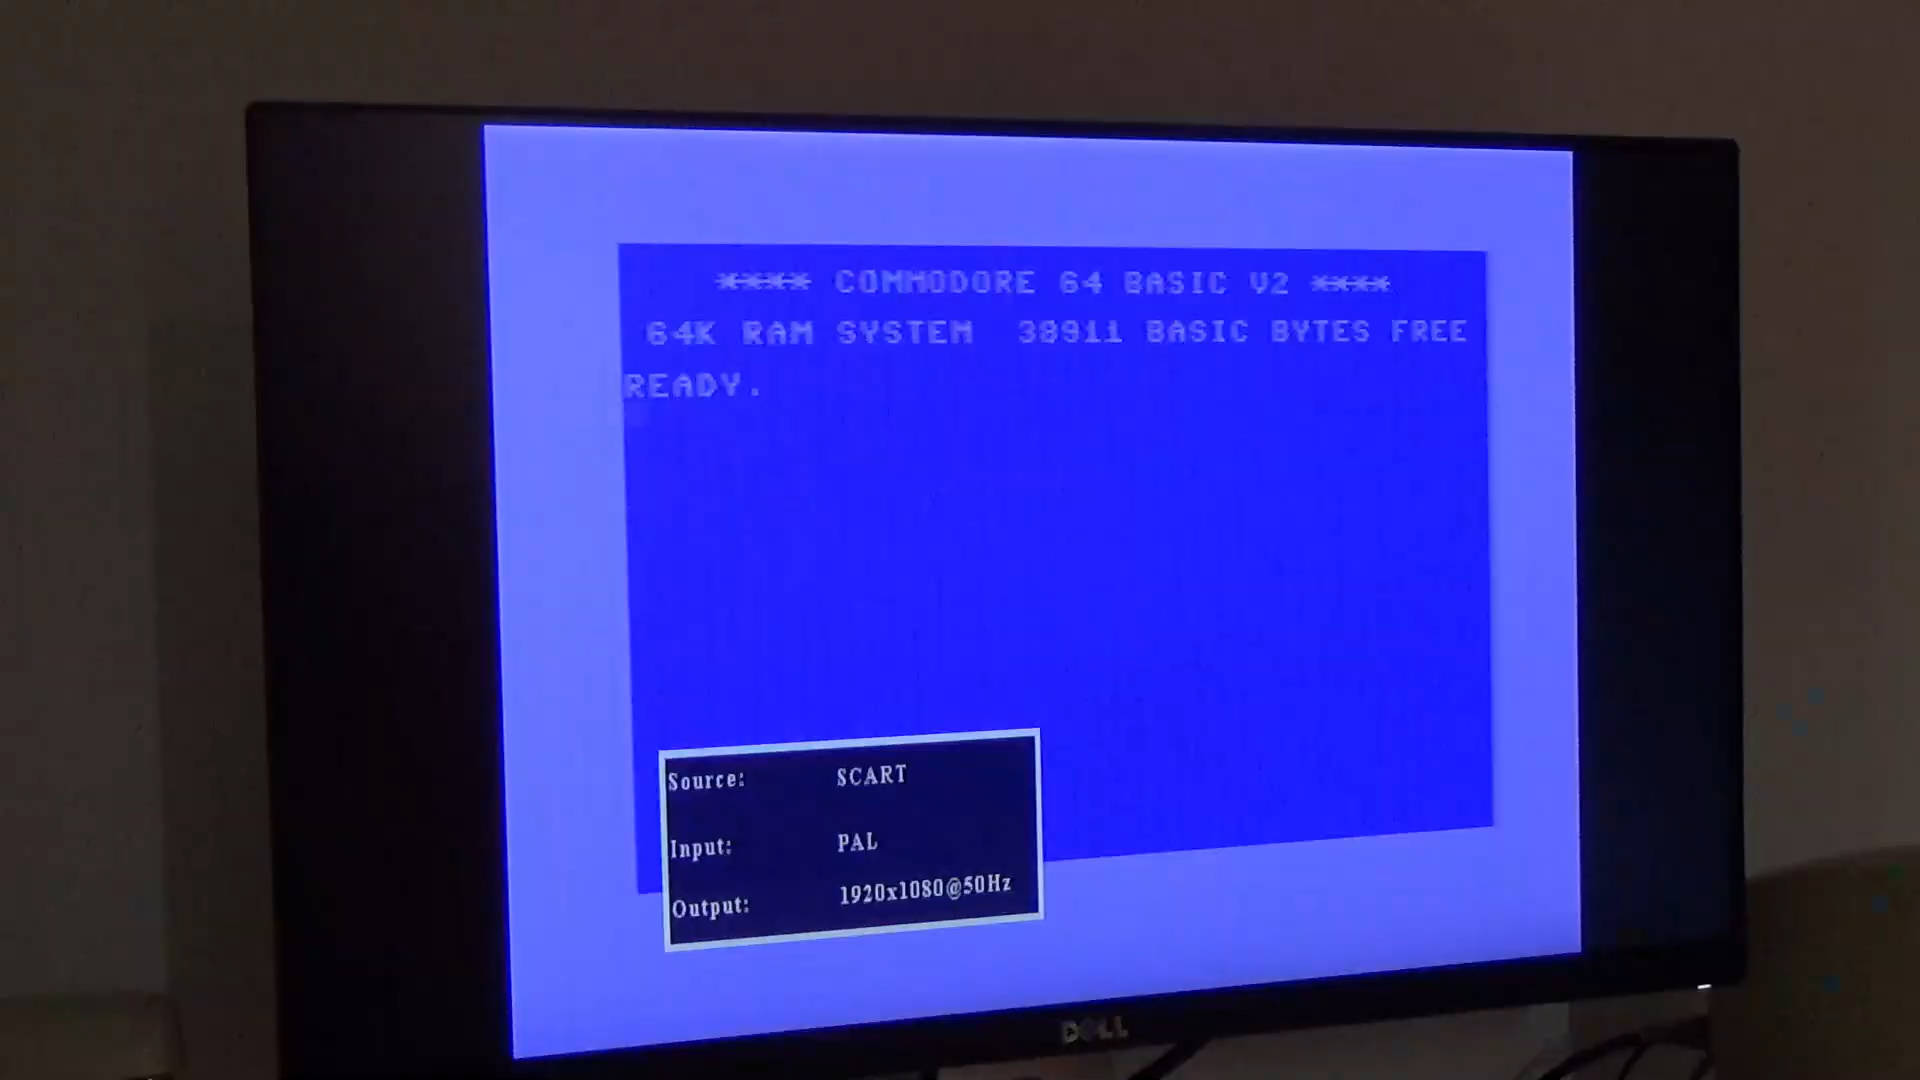 **** COMMODORE 64 BASIC V2 ****
64K RAM SYSTEM 38911 BASIC BYTES FREE
READY.
Source: SCART
Input: PAL
Output: 1920x1080@50Hz
DELL